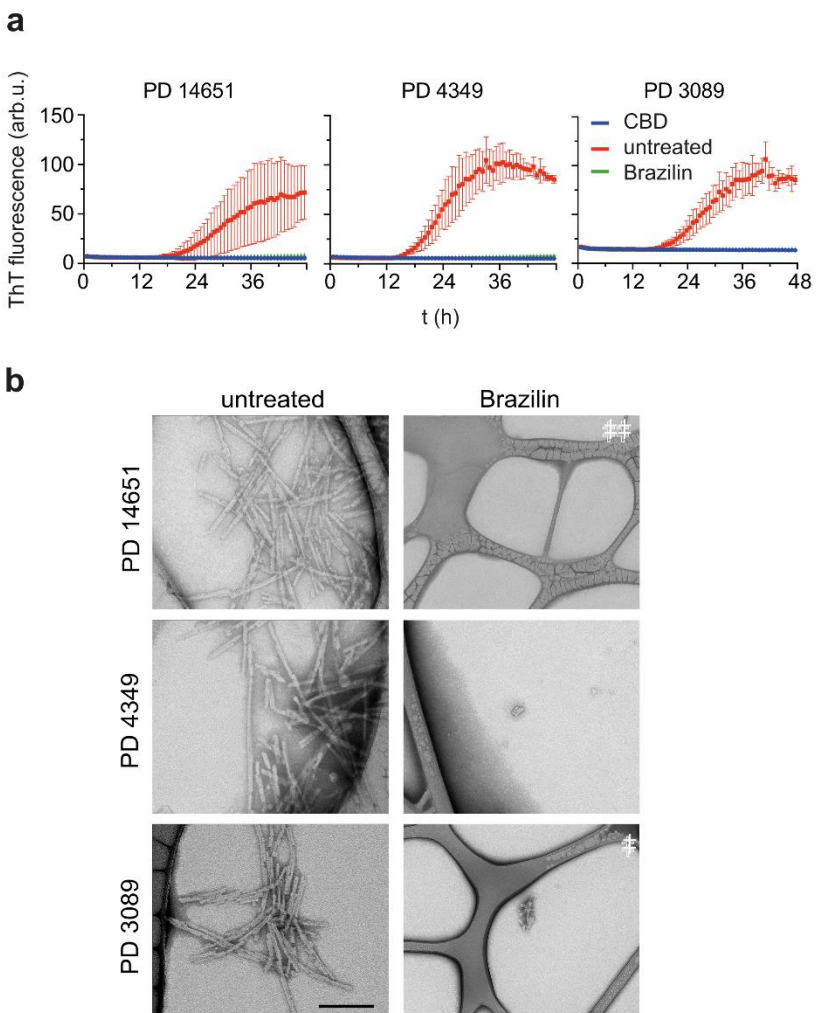 a
PD 14651 PD 4349 PD 3089
ThT fluorescence (arb.u.)
150
100
50
0
CBD
untreated
Brazilin
0 12 24 36 0 12 24 36 0 12 24 36 48
t (h)
b
untreated Brazilin
PD 14651
##
PD 4349
PD 3089
#